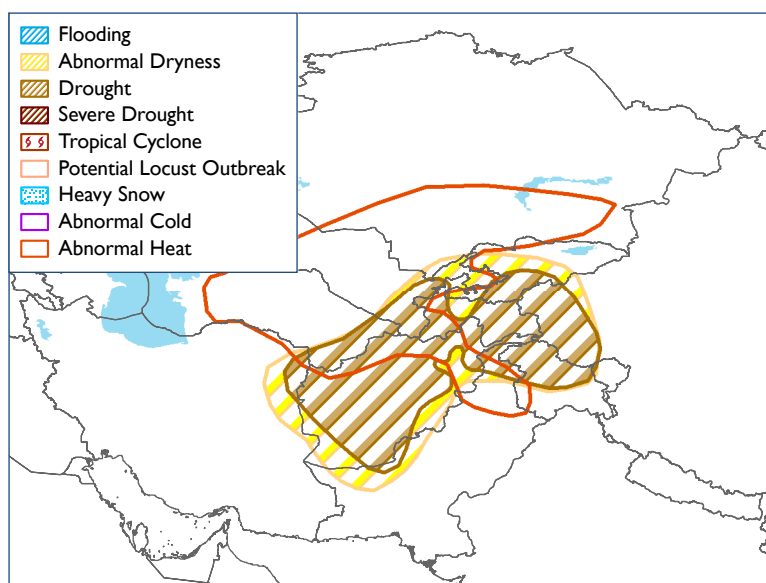 Flooding
Abnormal Dryness
Drought
Severe Drought
Tropical Cyclone
Potential Locust Outbreak
Heavy Snow
Abnormal Cold
Abnormal Heat